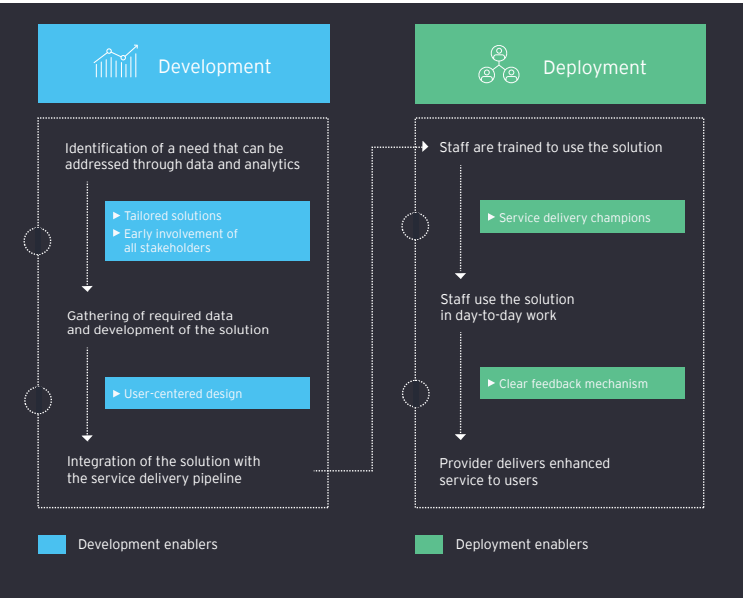 Development
Identification of a need that can be
addressed through data and analytics
Tailored solutions
Early involvement of
all stakeholders
Gathering of required data
and development of the solution
User-centered design
Integration of the solution with
the service delivery pipeline
Development enablers
Deployment
Staff are trained to use the solution
Service delivery champions
Staff use the solution
in day-to-day work
Clear feedback mechanism
Provider delivers enhanced
service to users
Deployment enablers